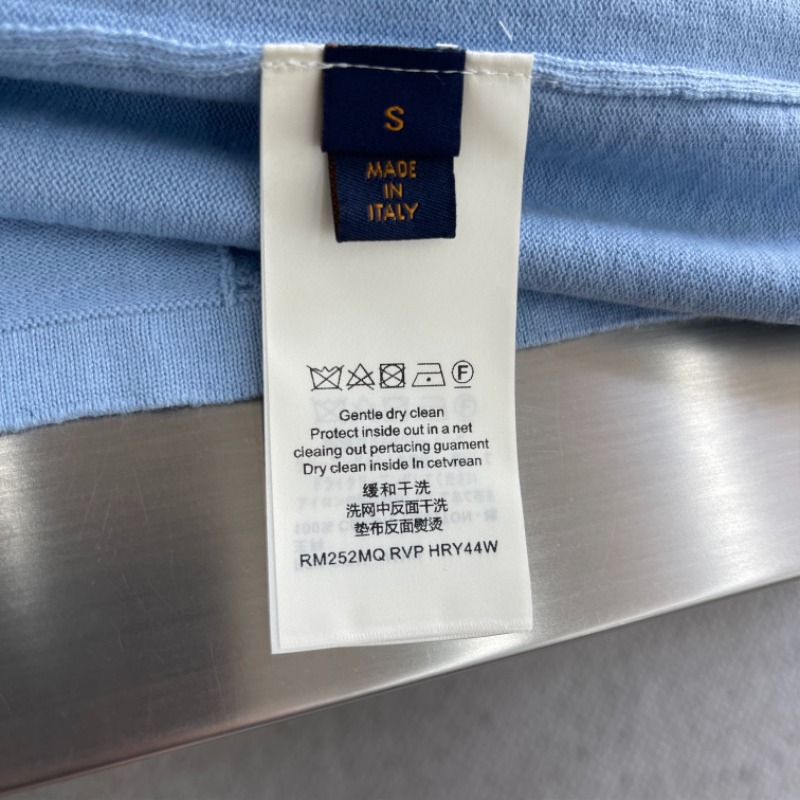 S
MADE
IN
ITALY
F
Gentle dry clean
Protect inside out in a net
cleaing out pertacing guament
Dry clean inside In cetvrean
缓和干洗
洗网中反面干洗
垫布反面熨烫
RM252MQ RVP HRY44W